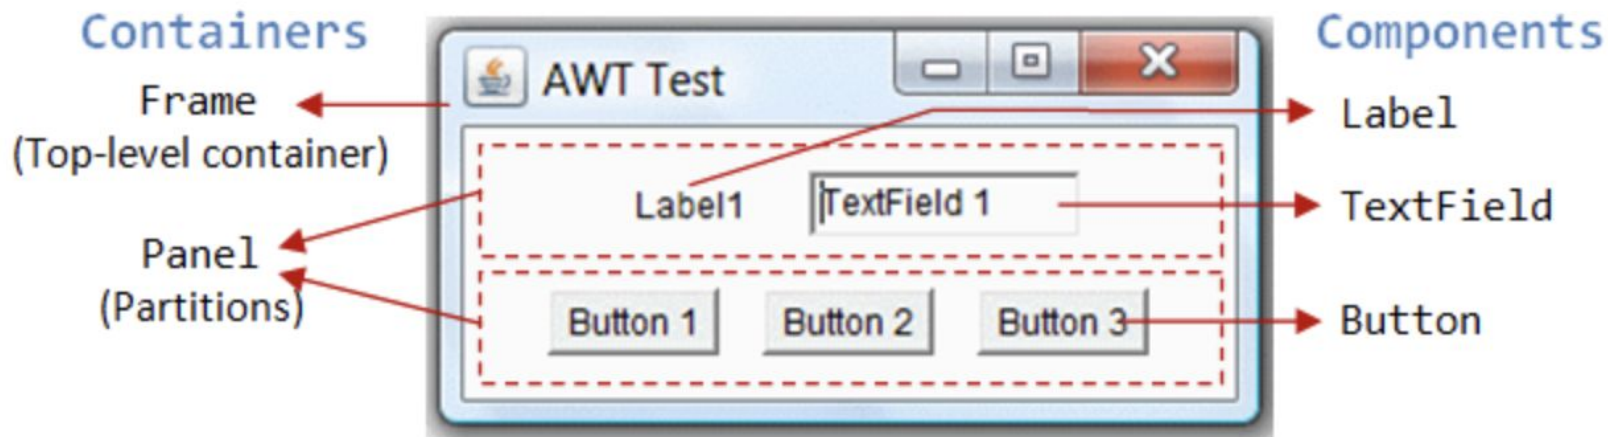 Containers
Components
AWT Test
Frame
(Top-level container)
Label
Label1
TextField 1
TextField
Panel
(Partitions)
Button 1
Button 2
Button 3
Button